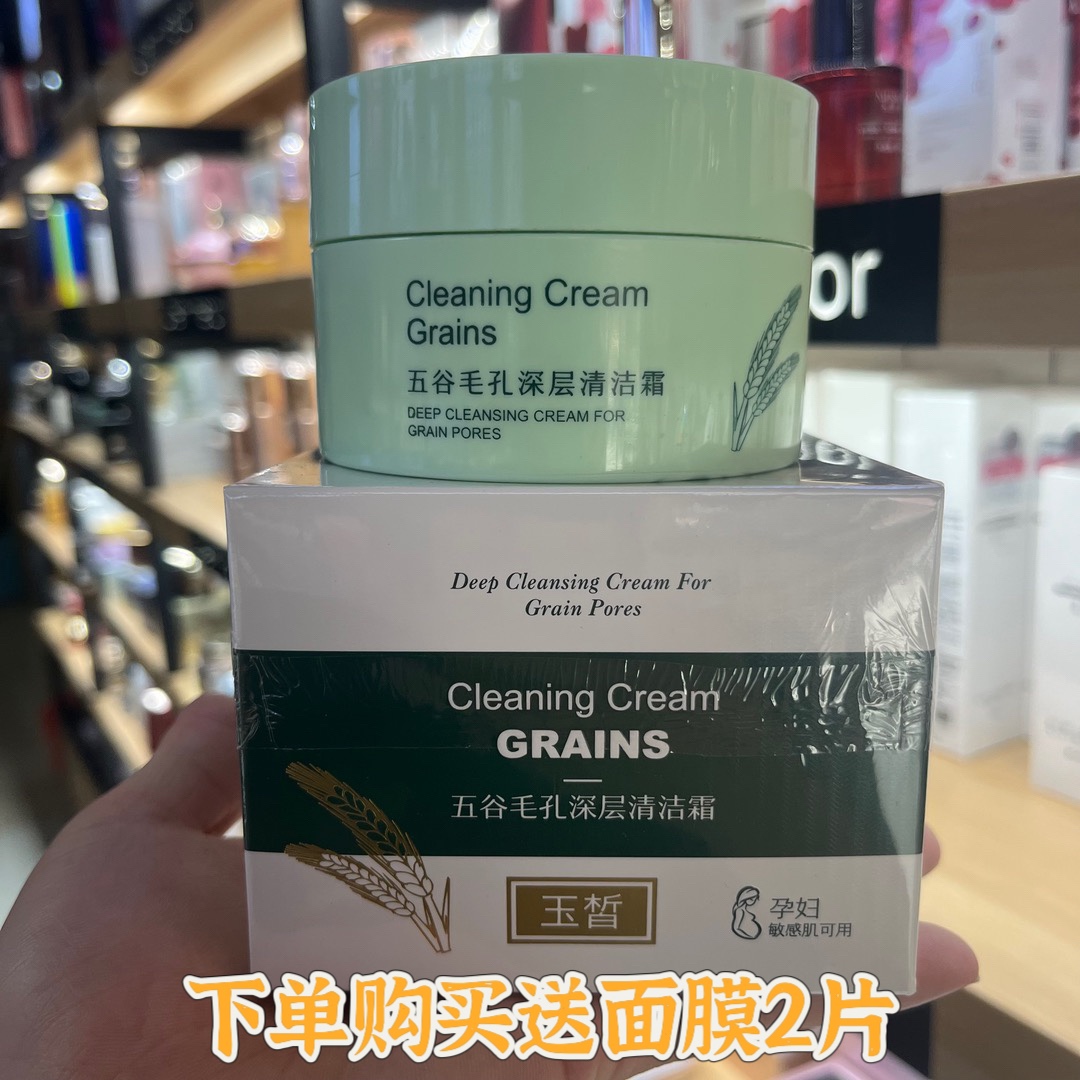 Cleaning Cream
Grains
五谷毛孔深层清洁霜
DEEP CLEANSING CREAM FOR
GRAIN PORES
or
Deep Cleansing Cream For
Grain Pores
Cleaning Cream
GRAINS
五谷毛孔深层清洁霜
玉皙
孕妇
敏感肌可用
下单购买送面膜2片